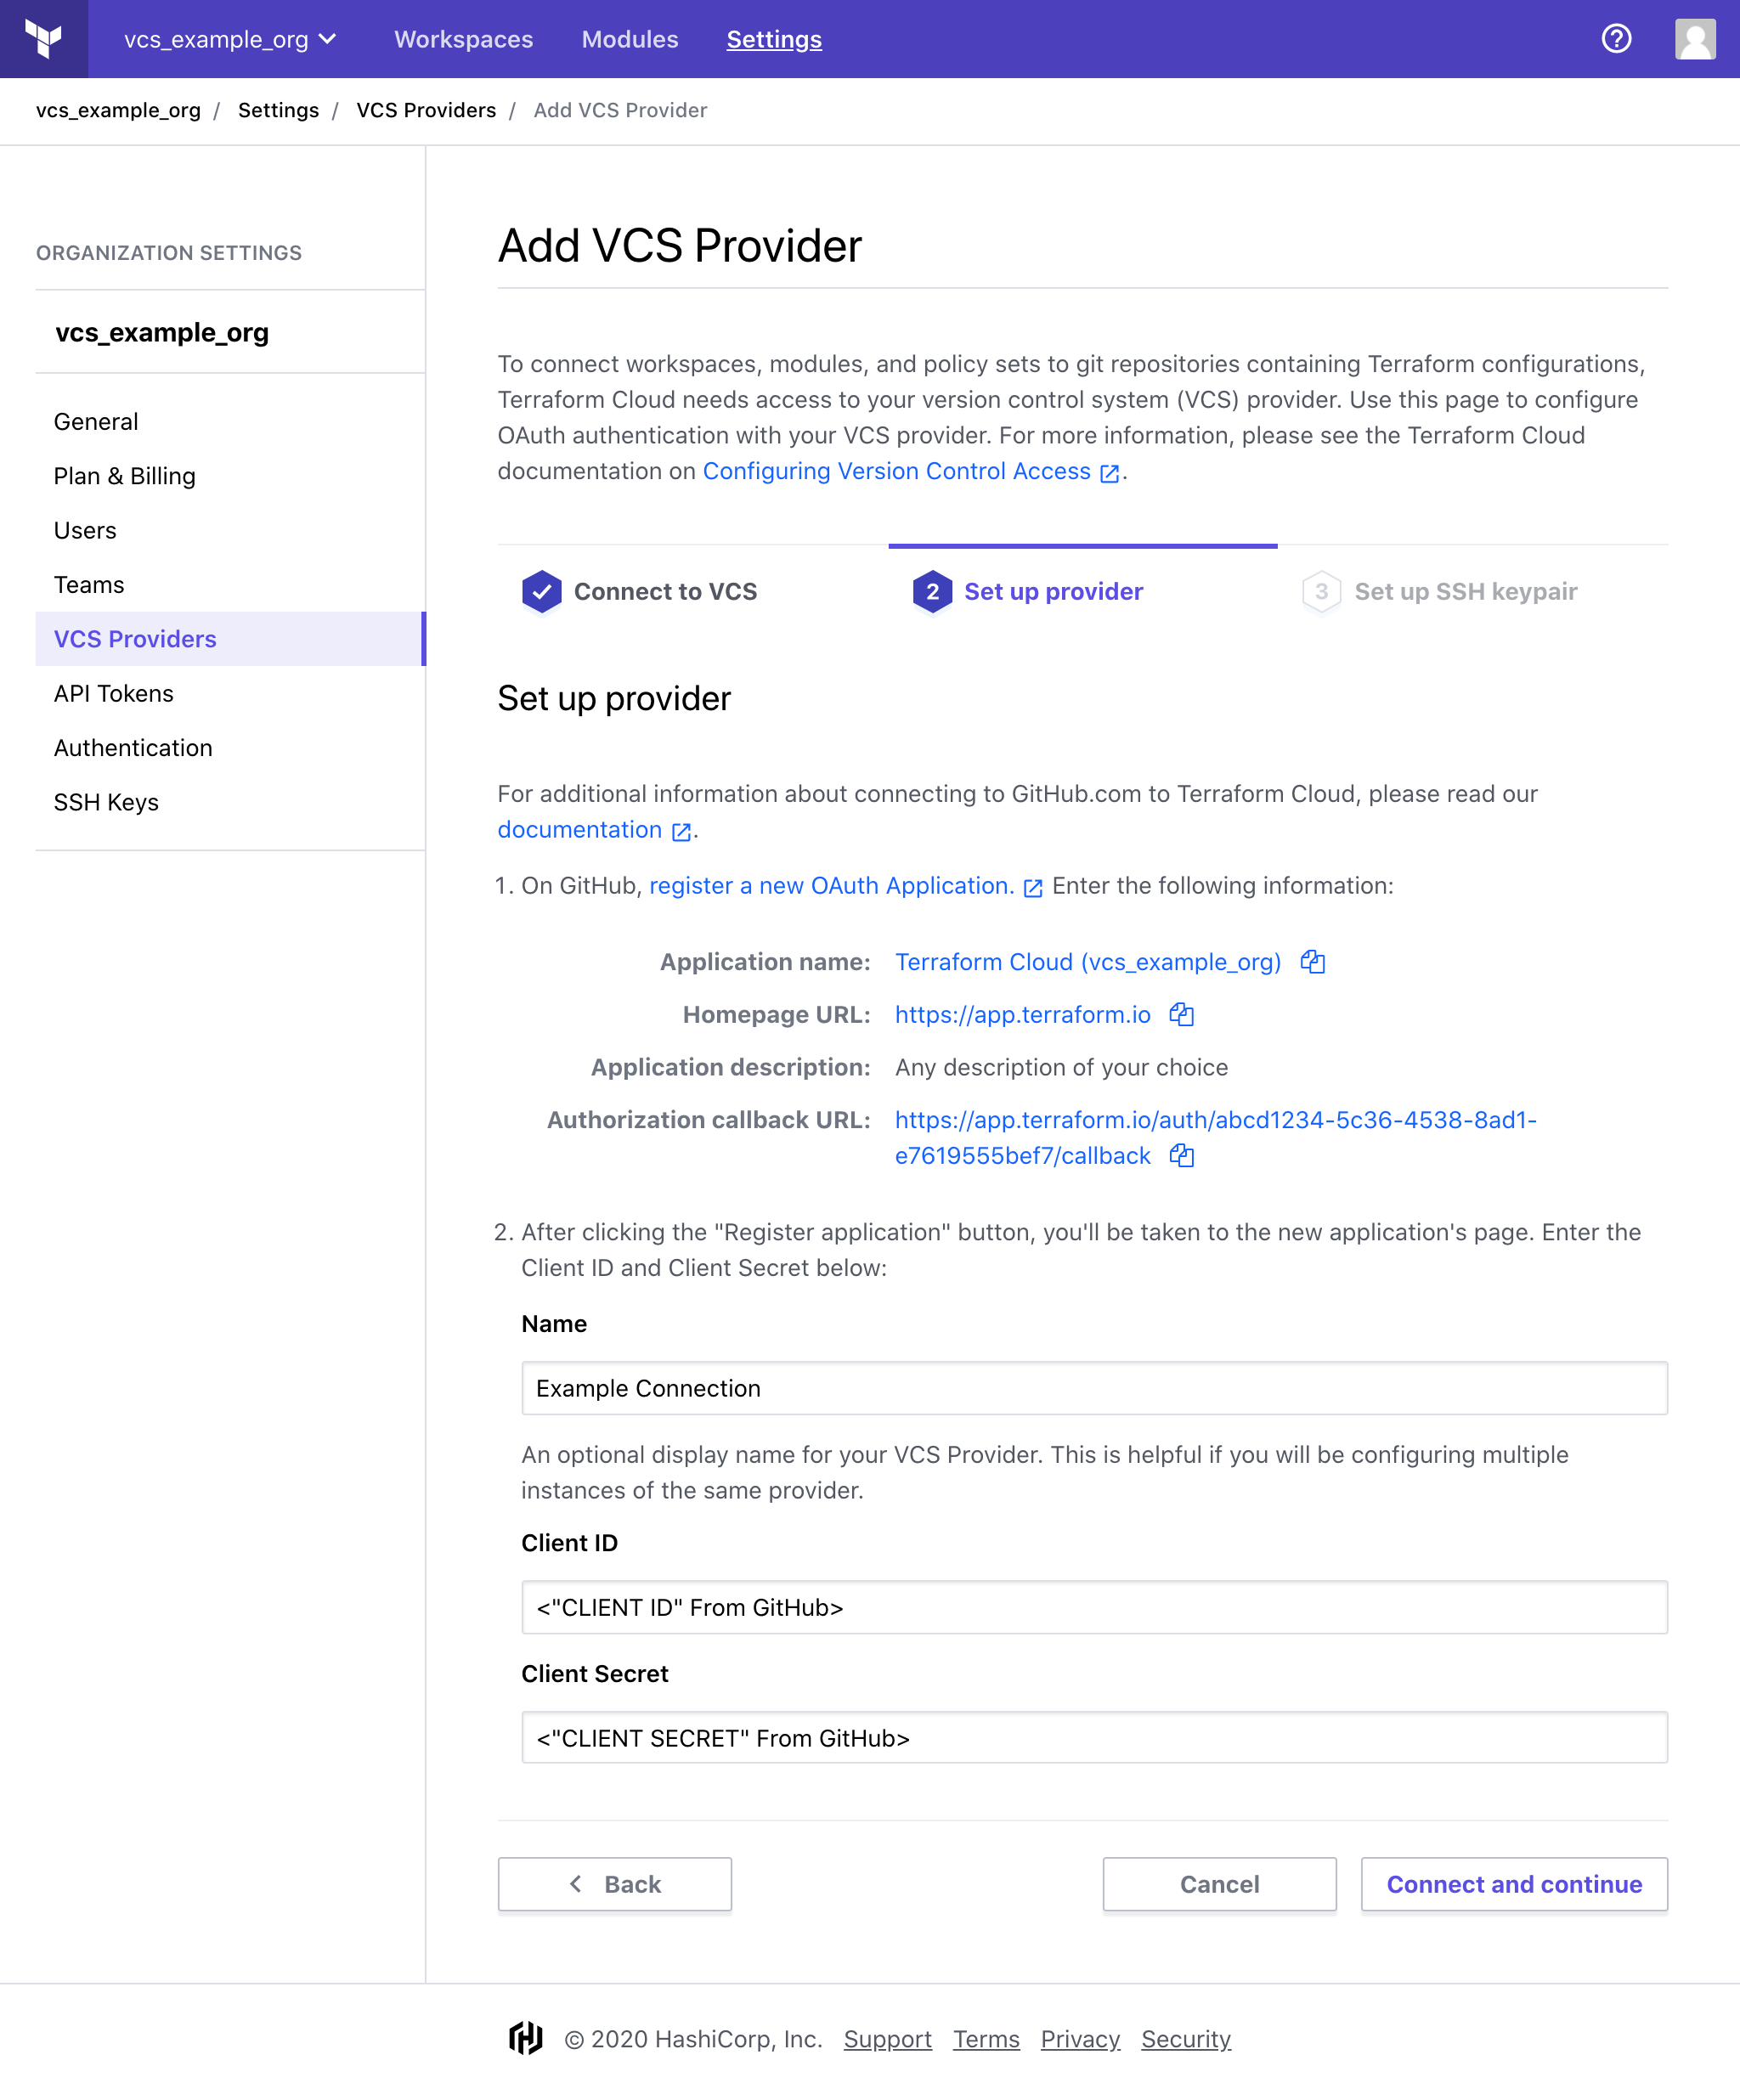 vcs_example_org Workspaces Modules Settings
vcs_example_org / Settings / VCS Providers / Add VCS Provider
ORGANIZATION SETTINGS
vcs_example_org
General
Plan & Billing
Users
Teams
VCS Providers
API Tokens
Authentication
SSH Keys
Add VCS Provider
To connect workspaces, modules, and policy sets to git repositories containing Terraform configurations,
Terraform Cloud needs access to your version control system (VCS) provider. Use this page to configure
OAuth authentication with your VCS provider. For more information, please see the Terraform Cloud
documentation on Configuring Version Control Access .
Connect to VCS
2 Set up provider
3 Set up SSH keypair
Set up provider
For additional information about connecting to GitHub.com to Terraform Cloud, please read our
documentation .
1. On GitHub, register a new OAuth Application. Enter the following information:
Application name: Terraform Cloud (vcs_example_org)
Homepage URL: https://app.terraform.io
Application description: Any description of your choice
Authorization callback URL: https://app.terraform.io/auth/abcd1234-5c36-4538-8ad1-
e7619555bef7/callback
2. After clicking the "Register application" button, you'll be taken to the new application's page. Enter the
Client ID and Client Secret below:
Name
Example Connection
An optional display name for your VCS Provider. This is helpful if you will be configuring multiple
instances of the same provider.
Client ID
<"CLIENT ID" From GitHub>
Client Secret
<"CLIENT SECRET" From GitHub>
Back
Cancel
Connect and continue
© 2020 HashiCorp, Inc. Support Terms Privacy Security